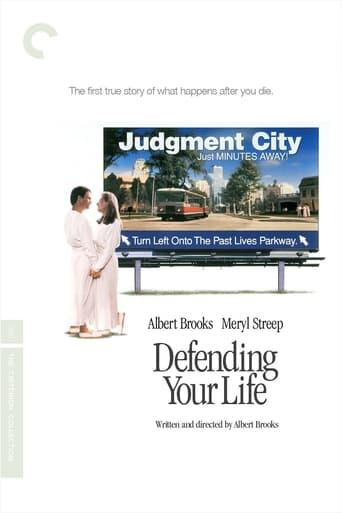 The first true story of what happens after you die.
Judgment City
Just MINUTES AWAY!
Turn Left Onto The Past Lives Parkway.
Albert Brooks Meryl Streep
Defending
Your Life
Written and directed by Albert Brooks
THE CRITERION COLLECTION